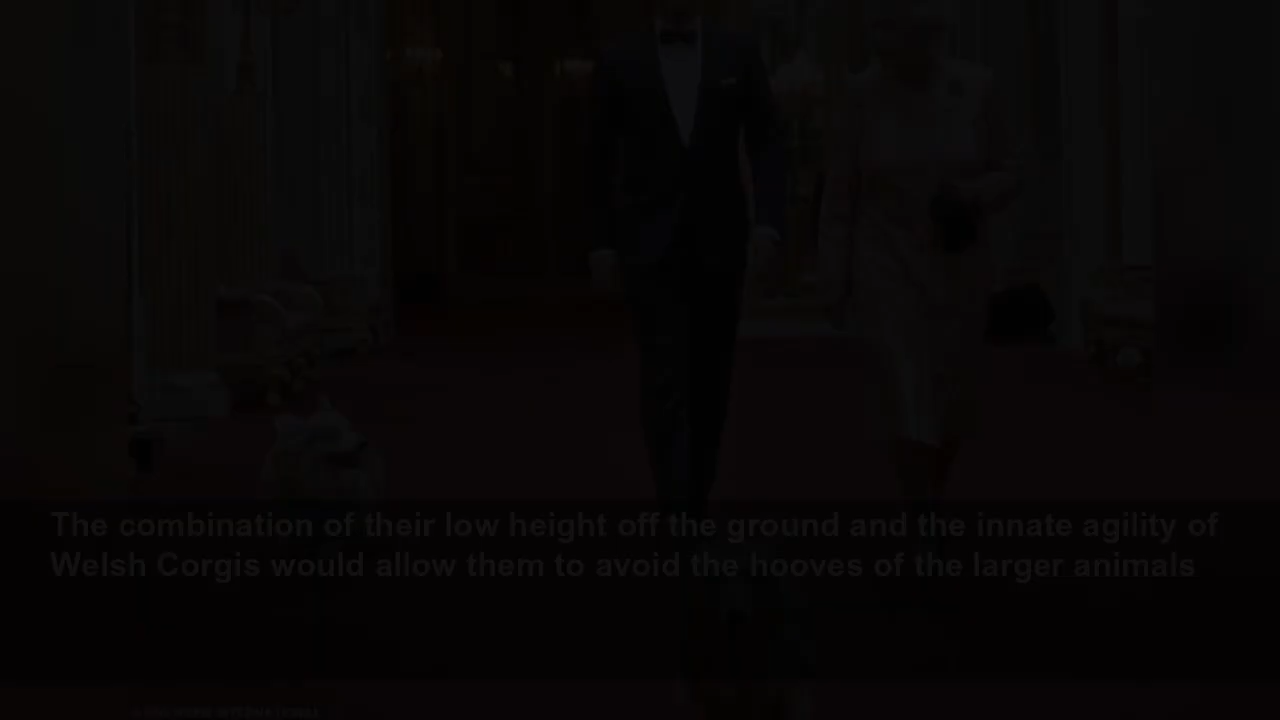 The combination of their low height off the ground and the innate agility of
Welsh Corgis would allow them to avoid the hooves of the larger animals